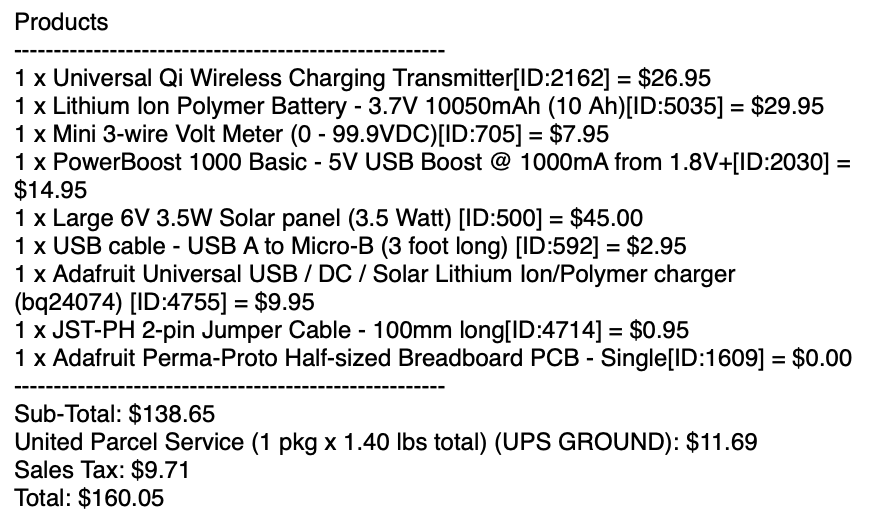 Products
------------------------------------------------------
1 x Universal Qi Wireless Charging Transmitter[ID:2162] = $26.95
1 x Lithium Ion Polymer Battery - 3.7V 10050mAh (10 Ah)[ID:5035] = $29.95
1 x Mini 3-wire Volt Meter (0 - 99.9VDC)[ID:705] = $7.95
1 x PowerBoost 1000 Basic - 5V USB Boost @ 1000mA from 1.8V+[ID:2030] =
$14.95
1 x Large 6V 3.5W Solar panel (3.5 Watt) [ID:500] = $45.00
1 x USB cable - USB A to Micro-B (3 foot long) [ID:592] = $2.95
1 x Adafruit Universal USB / DC / Solar Lithium Ion/Polymer charger
(bq24074) [ID:4755] = $9.95
1 x JST-PH 2-pin Jumper Cable - 100mm long[ID:4714] = $0.95
1 x Adafruit Perma-Proto Half-sized Breadboard PCB - Single[ID:1609] = $0.00
------------------------------------------------------
Sub-Total: $138.65
United Parcel Service (1 pkg x 1.40 lbs total) (UPS GROUND): $11.69
Sales Tax: $9.71
Total: $160.05